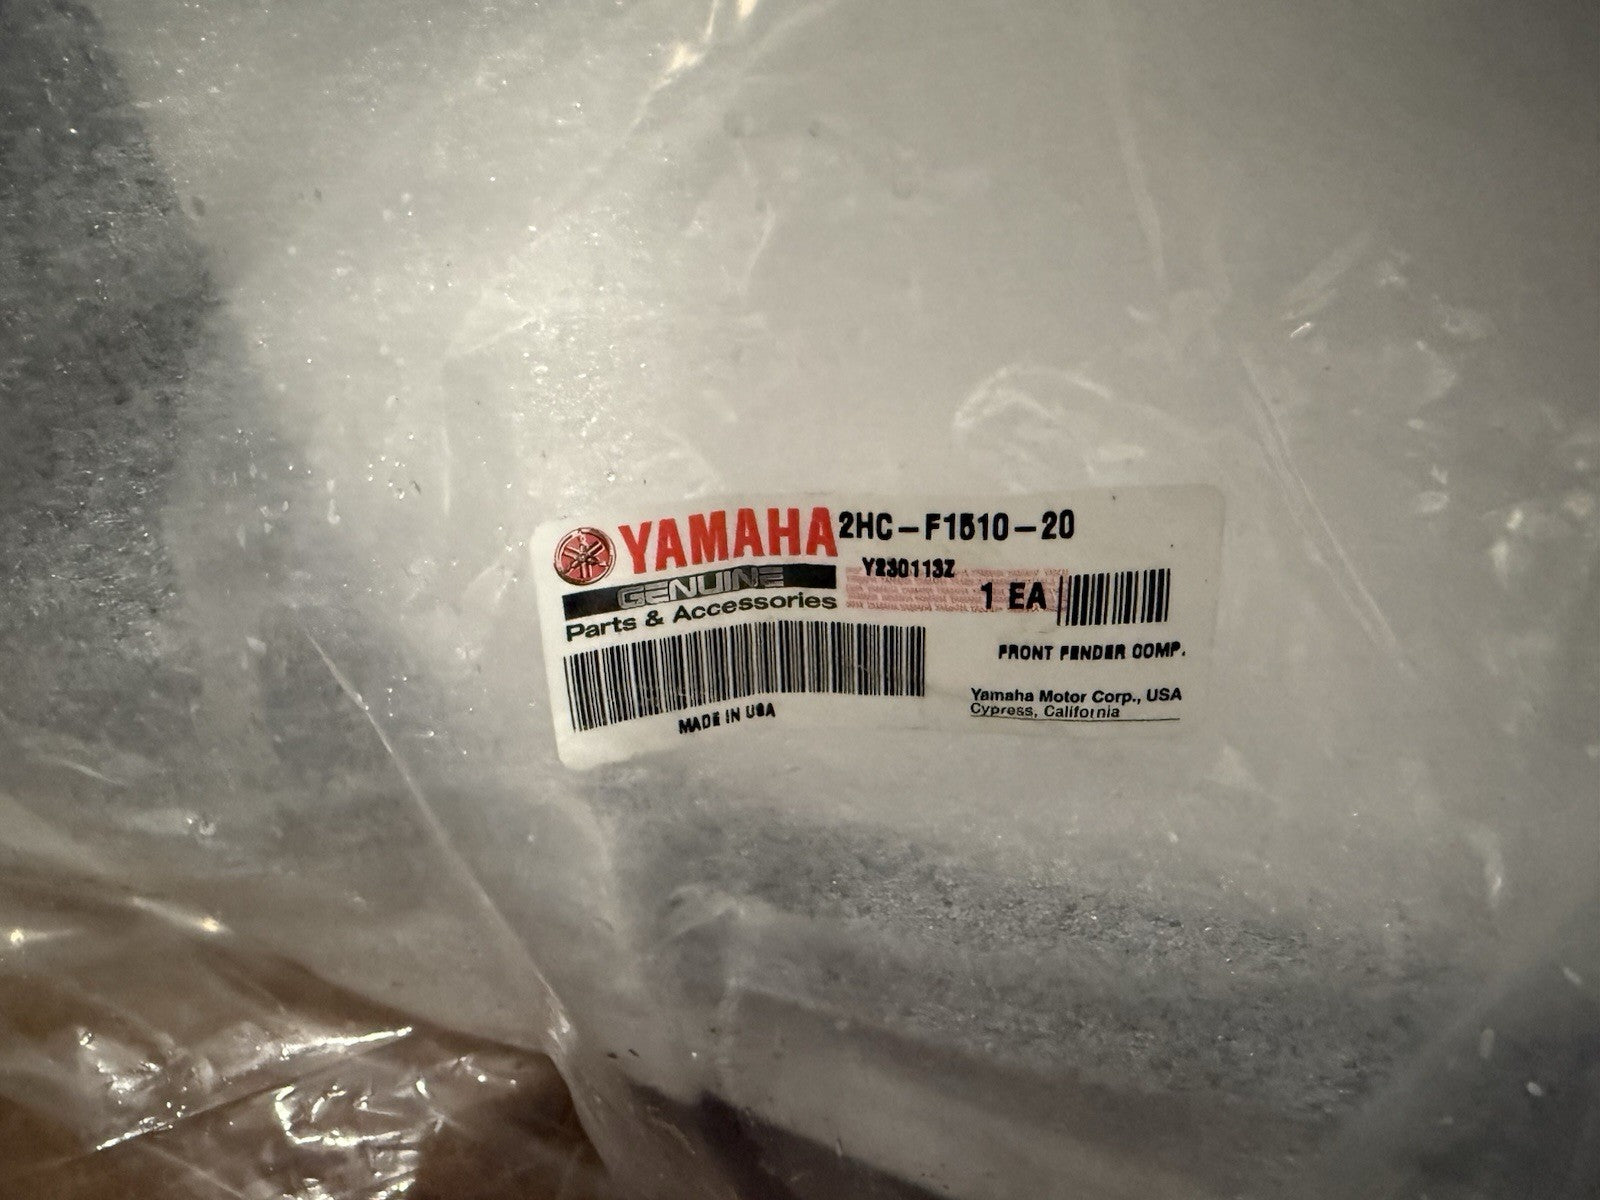 YAMAHA 2HC-F1510-20
GENUINE Y230113Z
Parts & Accessories 1 EA
FRONT FENDER COMP.
Yamaha Motor Corp., USA
Cypress, California
MADE IN USA